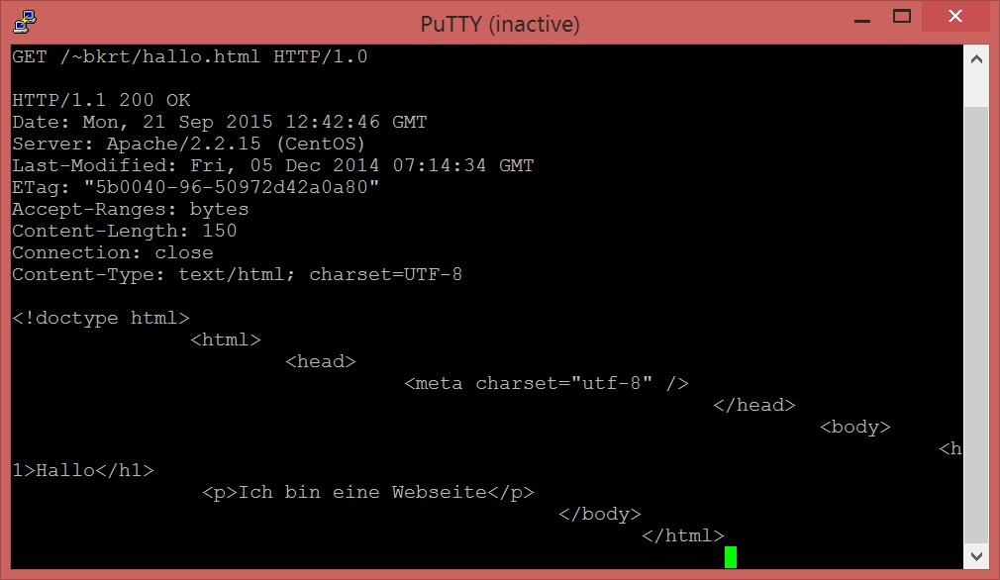 PuTTY (inactive)
GET /~bkrt/hallo.html HTTP/1.0
HTTP/1.1 200 OK
Date: Mon, 21 Sep 2015 12:42:46 GMT
Server: Apache/2.2.15 (CentOS)
Last-Modified: Fri, 05 Dec 2014 07:14:34 GMT
ETag: "5b0040-96-50972d42a0a80"
Accept-Ranges: bytes
Content-Length: 150
Connection: close
Content-Type: text/html; charset=UTF-8
<!doctype html>
<html>
<head>
<meta charset="utf-8" />
</head>
<body>
<h
1>Hallo</h1>
<p>Ich bin eine Webseite</p>
</body>
</html>